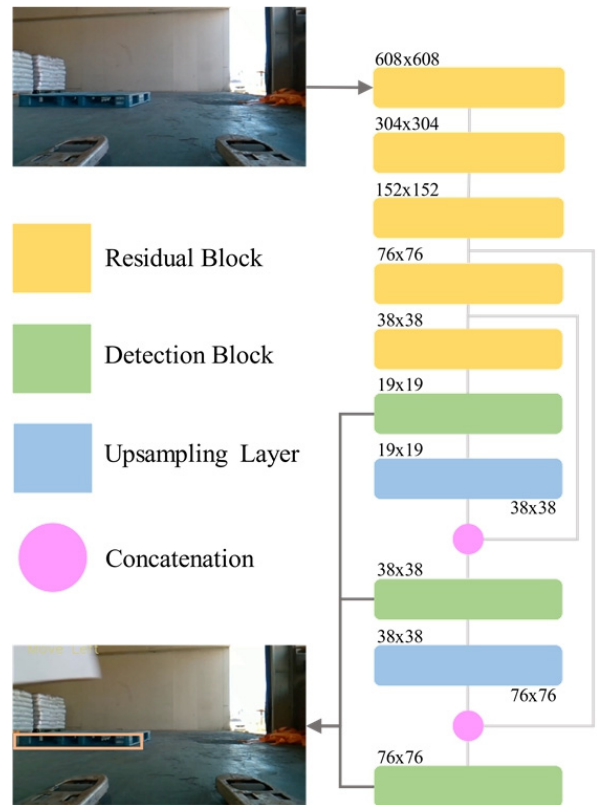 608x608
304x304
152x152
76x76
38x38
19x19
19x19
38x38
38x38
38x38
76x76
76x76
Residual Block
Detection Block
Upsampling Layer
Concatenation